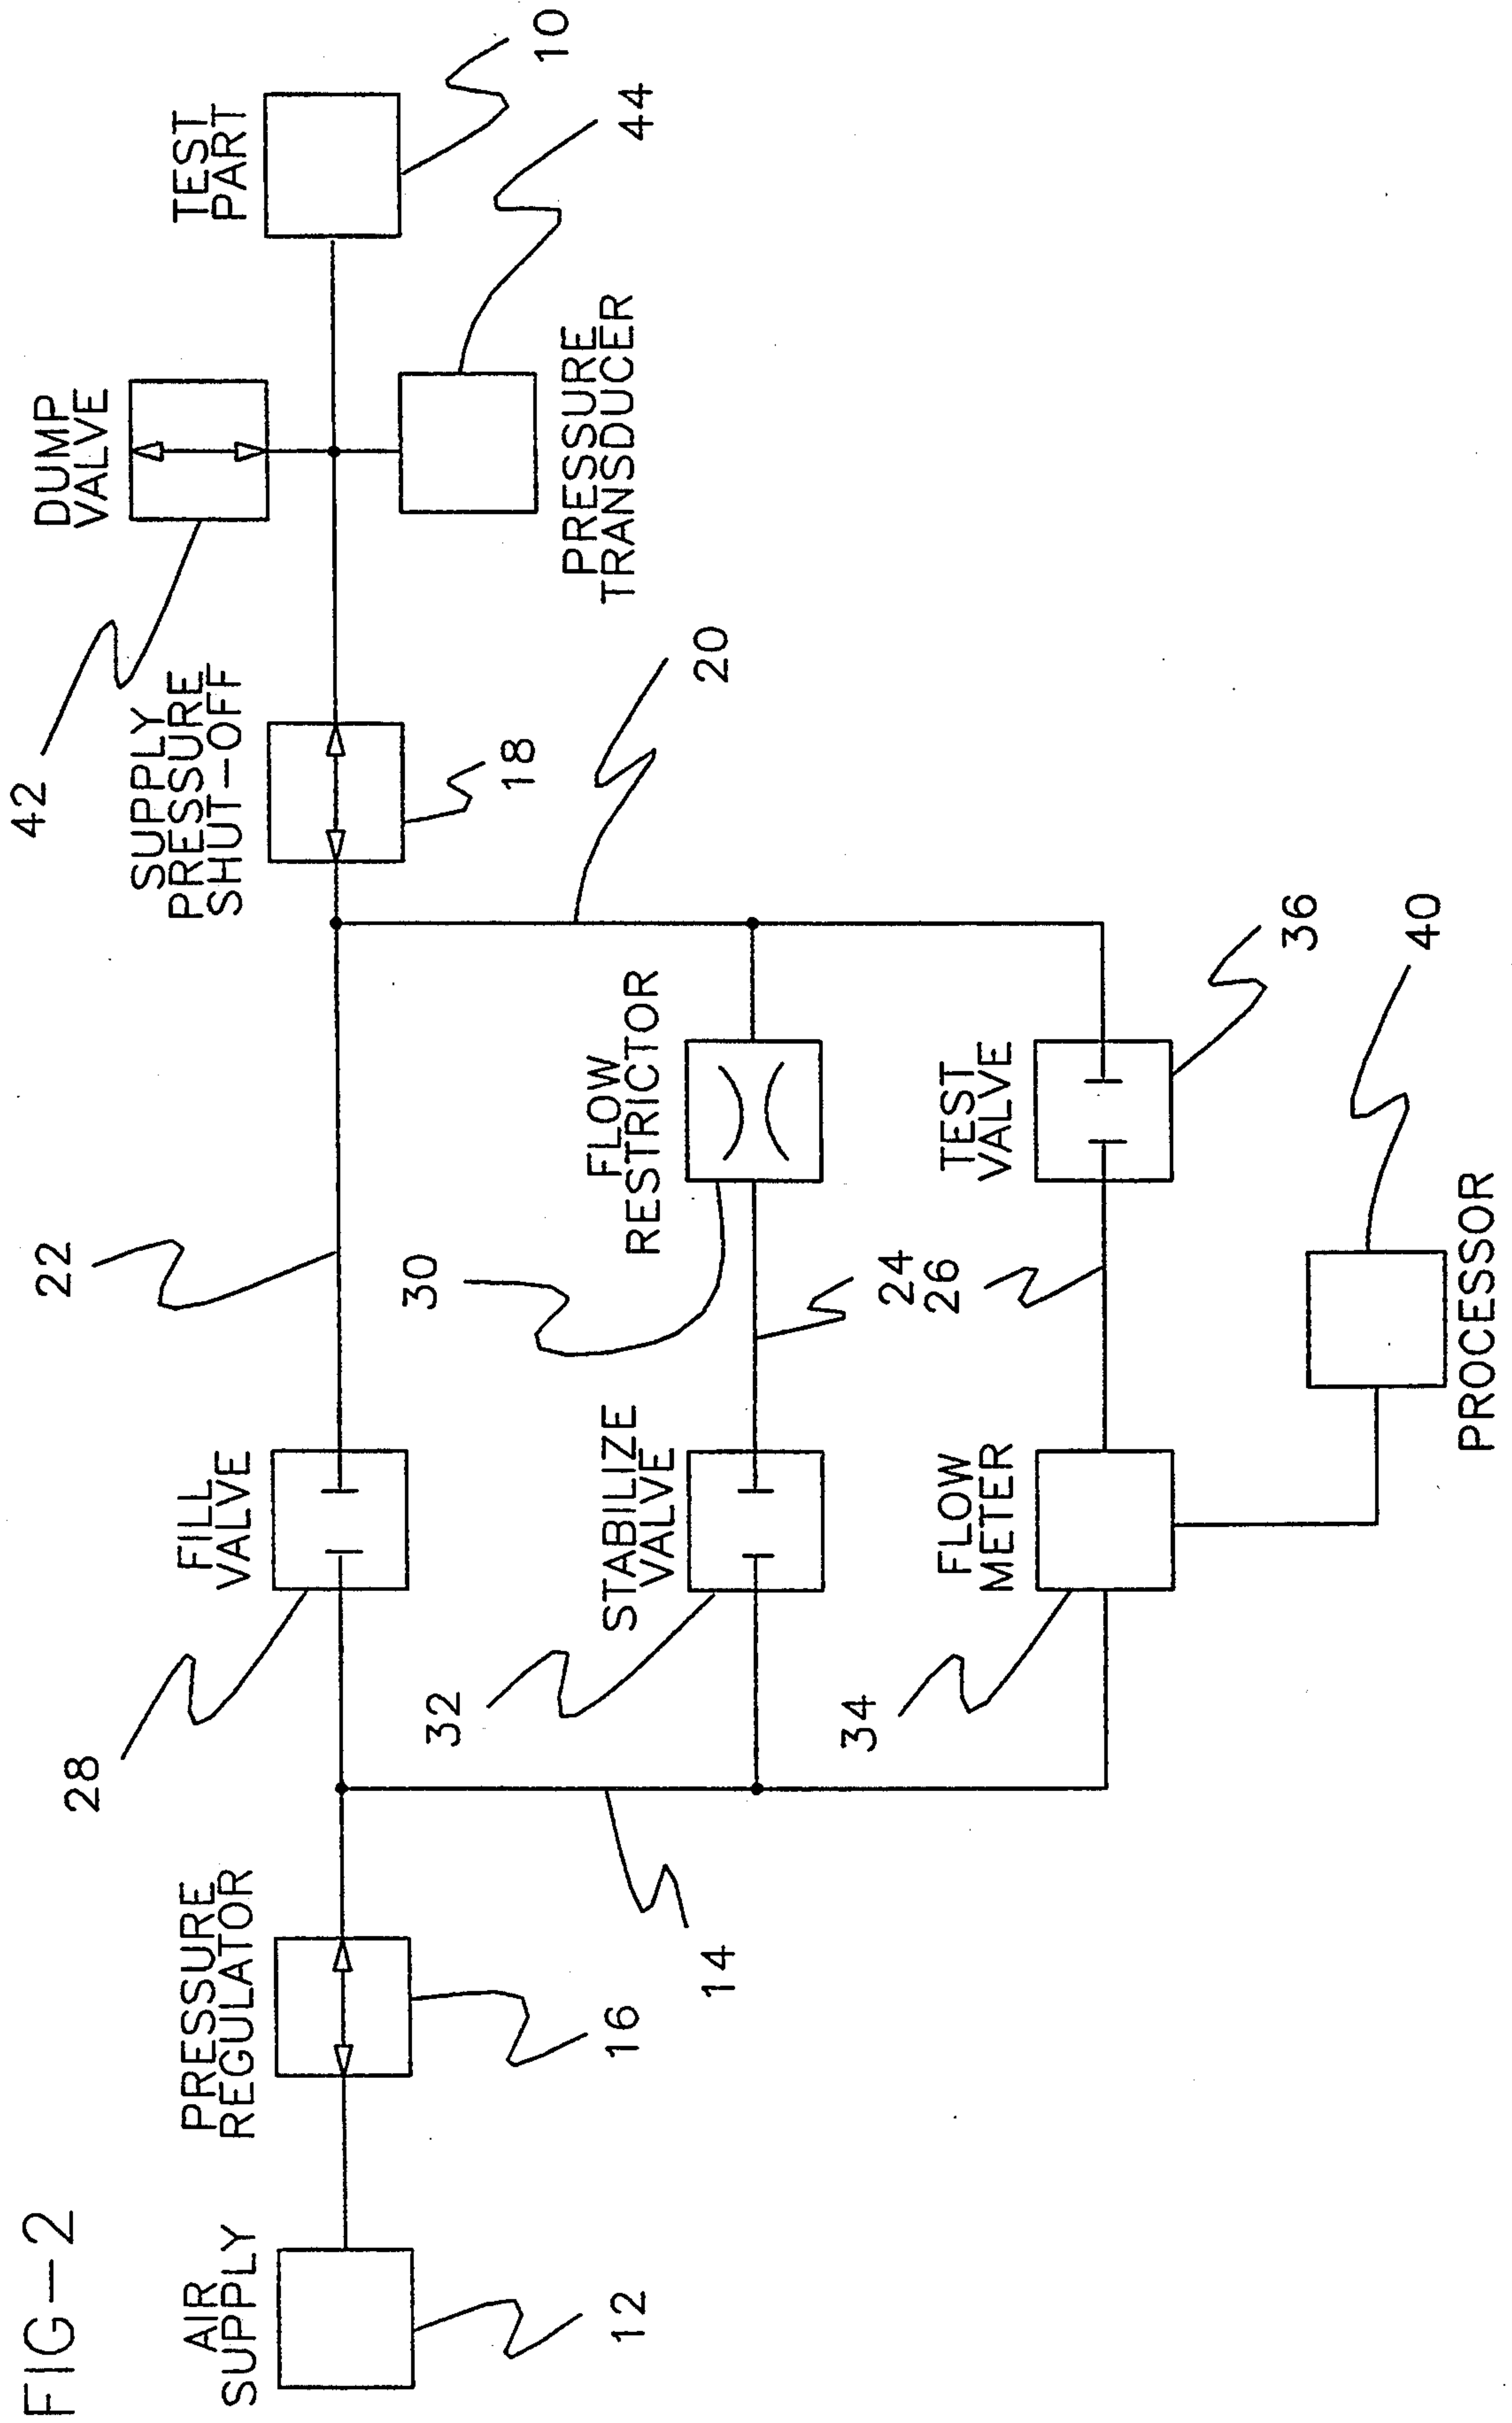 FIG-2
AIR
SUPPLY
12
PRESSURE
REGULATOR
16
14
28
FILL
VALVE
22
32
STABILIZE
VALVE
30
FLOW
RESTRICTOR
24
34
FLOW
METER
26
TEST
VALVE
36
PROCESSOR
40
20
SUPPLY
PRESSURE
SHUT-OFF
18
42
DUMP
VALVE
PRESSURE
TRANSDUCER
44
TEST
PART
10